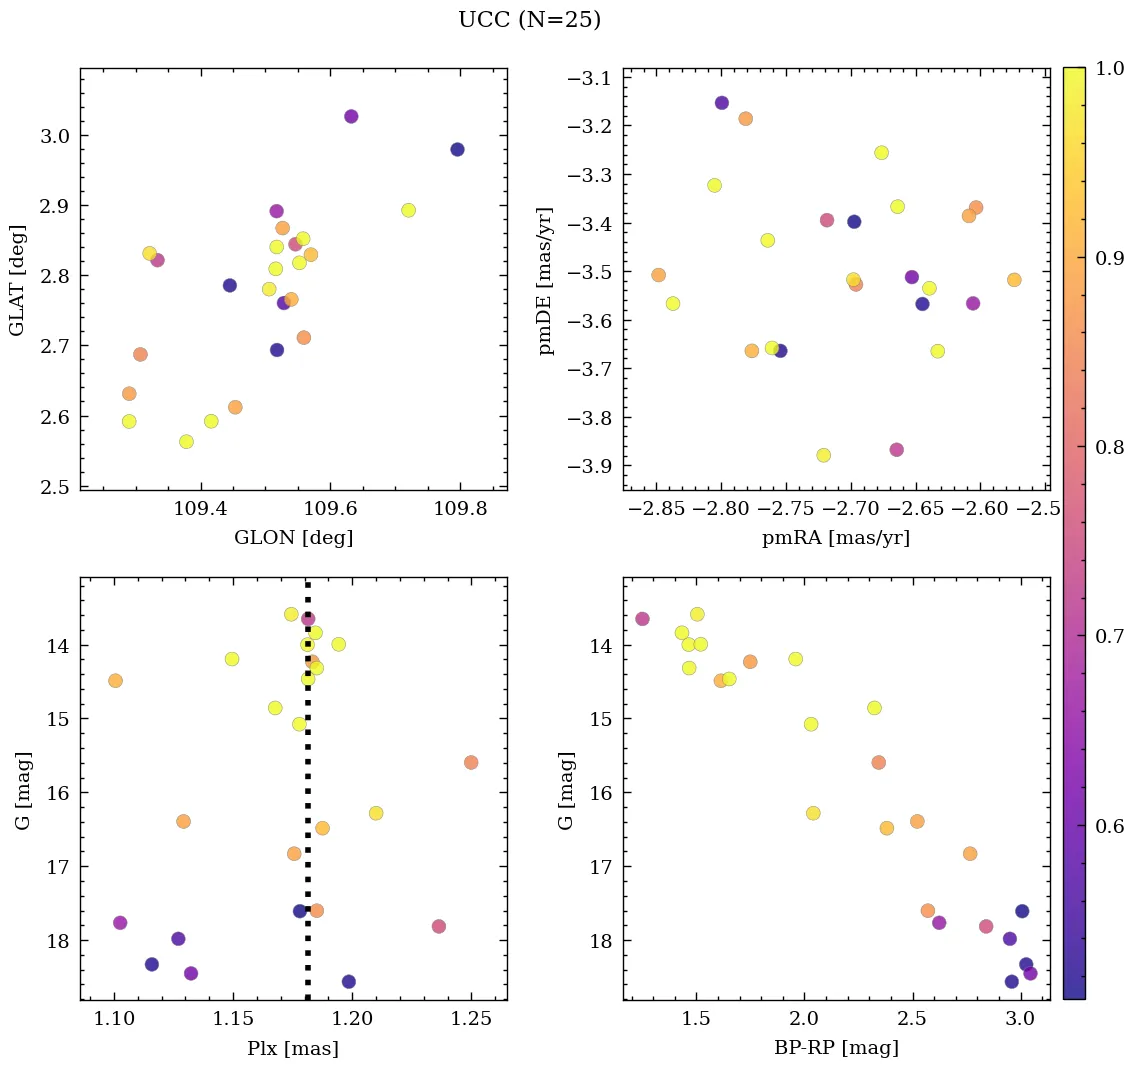 UCC (N=25)
3.0
2.9
2.8
2.7
2.6
2.5
GLAT [deg]
109.4 109.6 109.8
GLON [deg]
−3.1
−3.2
−3.3
−3.4
−3.5
−3.6
−3.7
−3.8
−3.9
pmDE [mas/yr]
−2.85 −2.80 −2.75 −2.70 −2.65 −2.60 −2.5
pmRA [mas/yr]
14
15
16
17
18
G [mag]
1.10 1.15 1.20 1.25
Plx [mas]
14
15
16
17
18
G [mag]
1.5 2.0 2.5 3.0
BP-RP [mag]
1.0
0.9
0.8
0.7
0.6